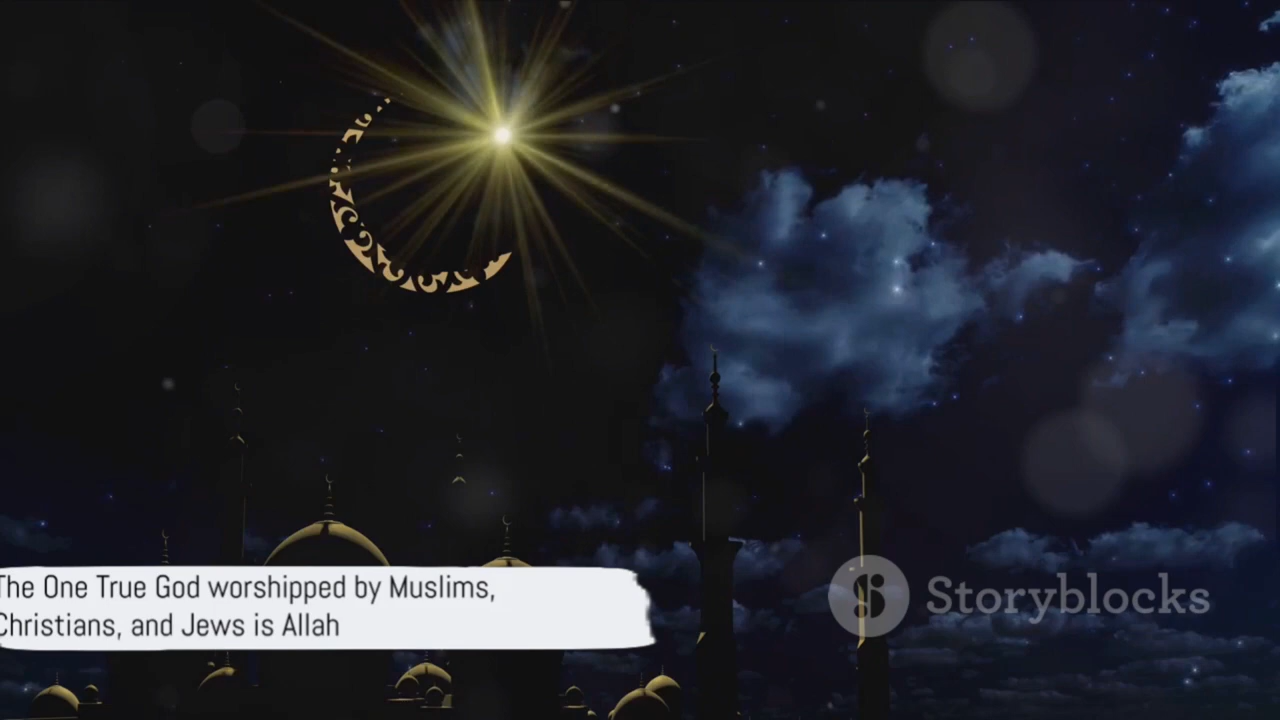 The One True God worshipped by Muslims,
Christians, and Jews is Allah
Storyblocks